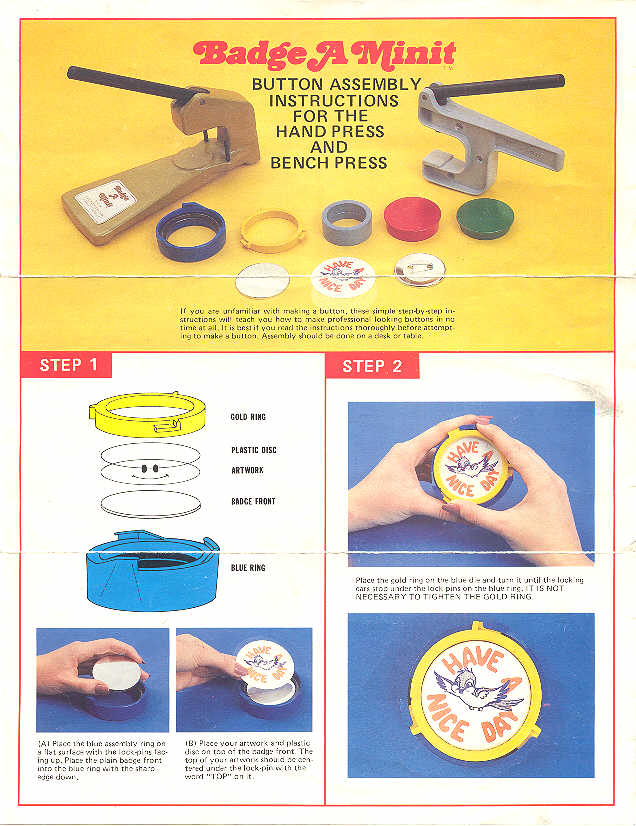 Badge A Minit
TM
BUTTON ASSEMBLY
INSTRUCTIONS
FOR THE
HAND PRESS
AND
BENCH PRESS
Badge
A
Minit
HAVE A
NICE DAY
If you are unfamiliar with making a button, these simple step-by-step in-
structions will teach you how to make professional looking buttons in no
time at all. It is best if you read the instructions thoroughly before attempt-
ing to make a button. Assembly should be done on a desk or table.
STEP 1
GOLD RING
PLASTIC DISC
ARTWORK
BADGE FRONT
BLUE RING
HAVE A
NICE DAY
(A) Place the blue assembly ring on
a flat surface with the lock-pins fac-
ing up. Place the plain badge front
into the blue ring with the sharp
edge down.
(B) Place your artwork and plastic
disc on top of the badge front. The
top of your artwork should be cen-
tered under the lock-pin with the
word "TOP" on it.
STEP 2
HAVE A
NICE DAY
Place the gold ring on the blue die and turn it until the locking
ears stop under the lock pins on the blue ring. IT IS NOT
NECESSARY TO TIGHTEN THE GOLD RING.
HAVE A
NICE DAY